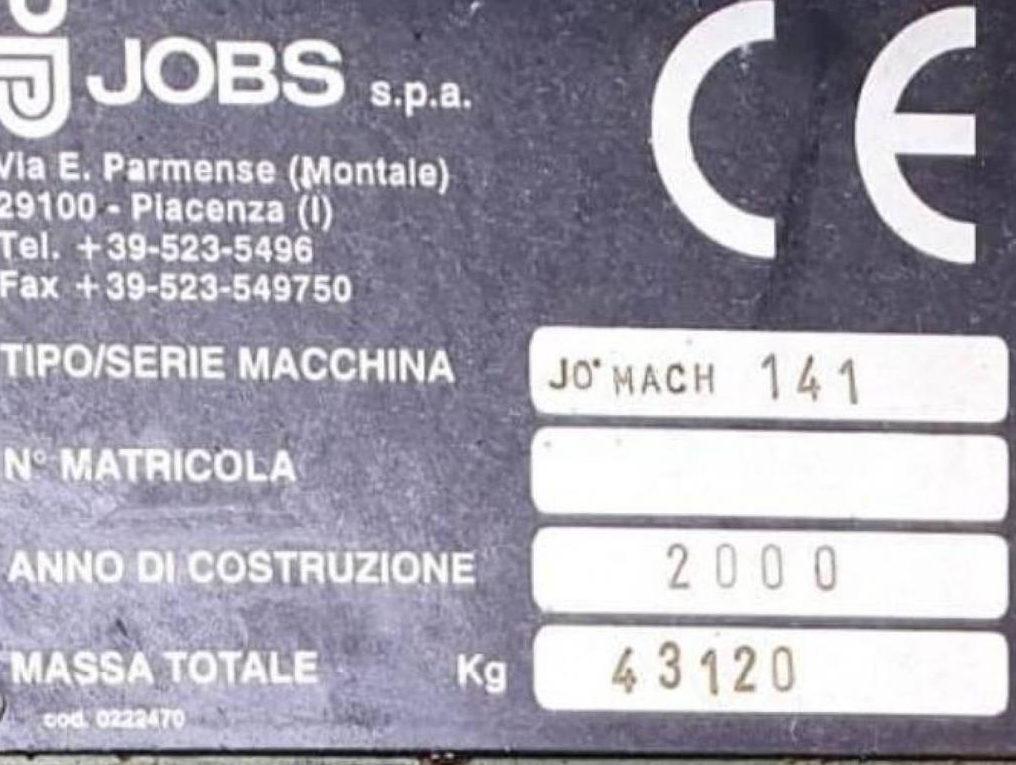 JOBS s.p.a.
CE
Via E. Parmense (Montale)
29100 - Piacenza (I)
Tel. +39-523-5496
Fax +39-523-549750
TIPO/SERIE MACCHINA JO'MACH 141
N° MATRICOLA
ANNO DI COSTRUZIONE 2000
MASSA TOTALE Kg 43120
cod. 0222470